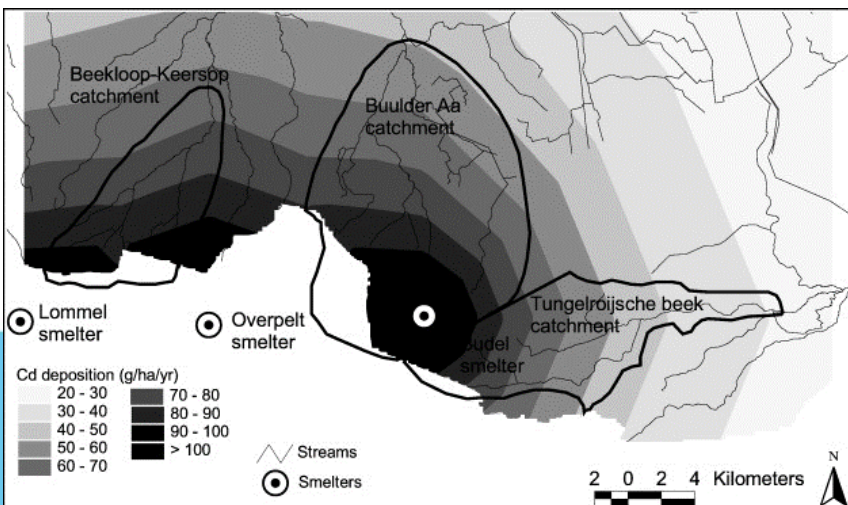 Beekloop-Keersop
catchment
Buulder Aa
catchment
Tungelroijsche beek
catchment
Lommel
smelter
Overpelt
smelter
Budel
smelter
Cd deposition (g/ha/yr)
20 - 30
30 - 40
40 - 50
50 - 60
60 - 70
70 - 80
80 - 90
90 - 100
> 100
Streams
Smelters
2 0 2 4 Kilometers
N